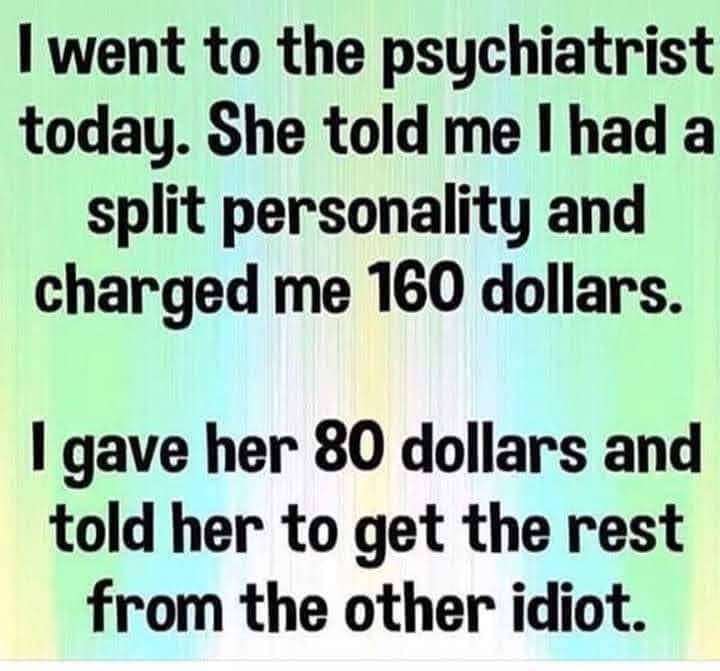 I went to the psychiatrist
today. She told me I had a
split personality and
charged me 160 dollars.
I gave her 80 dollars and
told her to get the rest
from the other idiot.